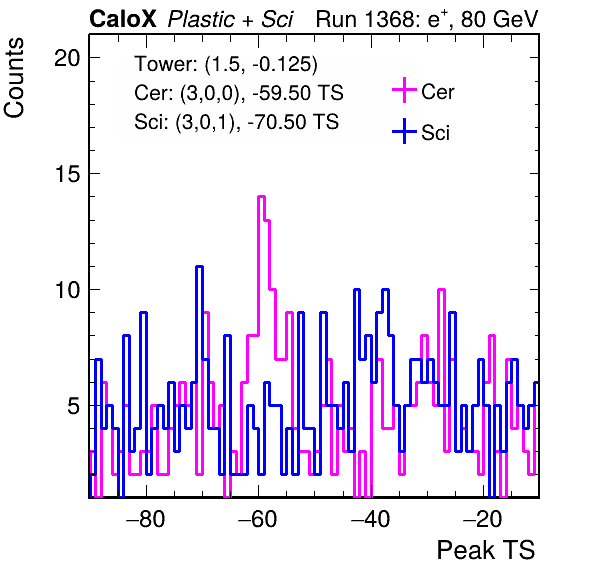 CaloX Plastic + Sci Run 1368: e⁺, 80 GeV
Counts
Tower: (1.5, -0.125)
Cer: (3,0,0), -59.50 TS
Sci: (3,0,1), -70.50 TS
Cer
Sci
20
15
10
5
−80 −60 −40 −20
Peak TS